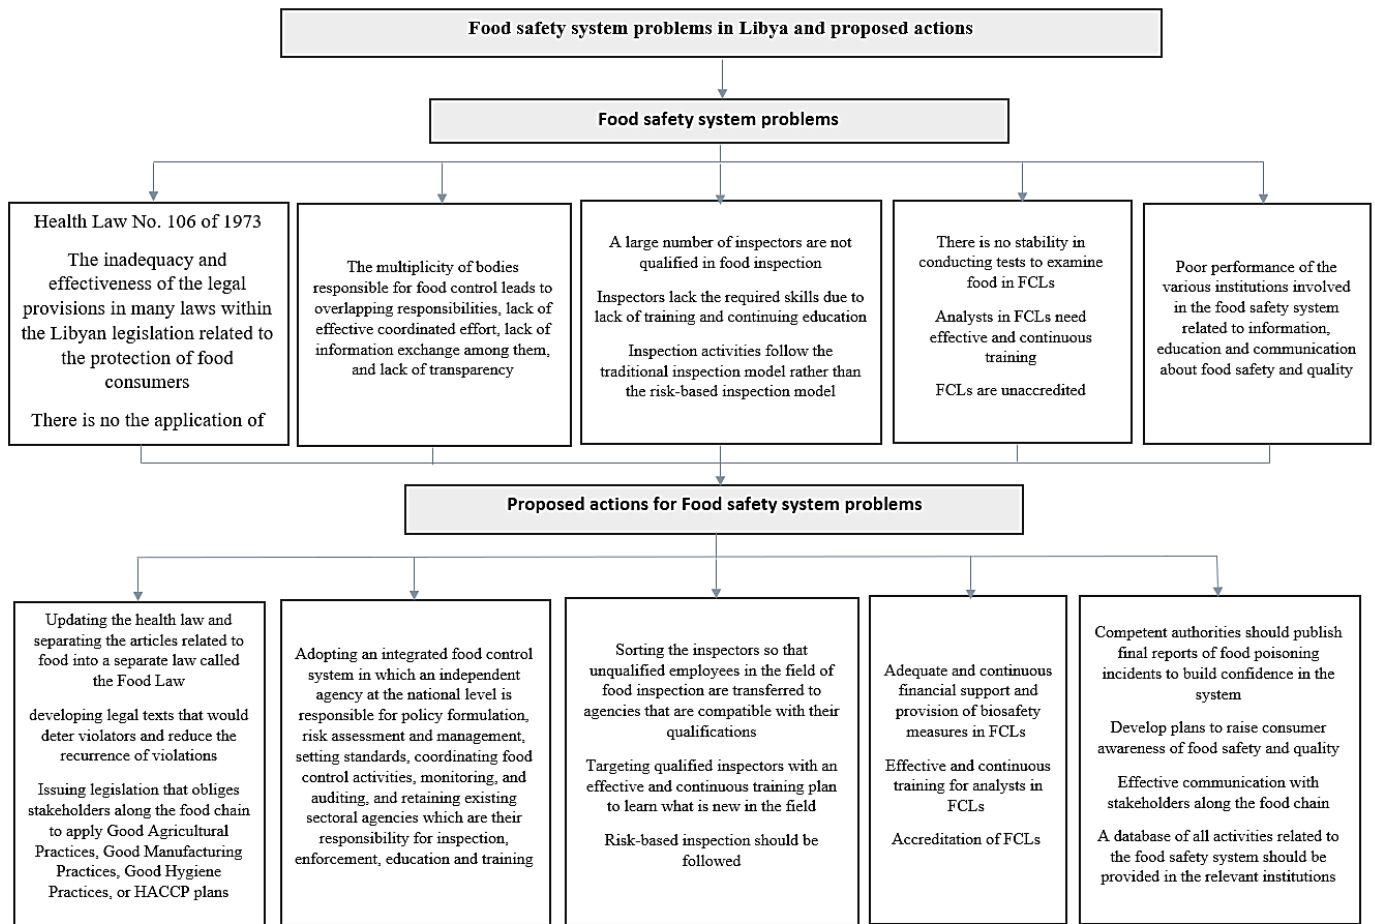 Food safety system problems in Libya and proposed actions
Food safety system problems
Health Law No. 106 of 1973
The inadequacy and
effectiveness of the legal
provisions in many laws within
the Libyan legislation related to
the protection of food
consumers
There is no the application of
The multiplicity of bodies
responsible for food control leads to
overlapping responsibilities, lack of
effective coordinated effort, lack of
information exchange among them,
and lack of transparency
A large number of inspectors are not
qualified in food inspection
Inspectors lack the required skills due to
lack of training and continuing education
Inspection activities follow the
traditional inspection model rather than
the risk-based inspection model
There is no stability in
conducting tests to examine
food in FCLs
Analysts in FCLs need
effective and continuous
training
FCLs are unaccredited
Poor performance of the
various institutions involved
in the food safety system
related to information,
education and communication
about food safety and quality
Proposed actions for Food safety system problems
Updating the health law and
separating the articles related to
food into a separate law called
the Food Law
developing legal texts that would
deter violators and reduce the
recurrence of violations
Issuing legislation that obliges
stakeholders along the food chain
to apply Good Agricultural
Practices, Good Manufacturing
Practices, Good Hygiene
Practices, or HACCP plans
Adopting an integrated food control
system in which an independent
agency at the national level is
responsible for policy formulation,
risk assessment and management,
setting standards, coordinating food
control activities, monitoring, and
auditing, and retaining existing
sectoral agencies which are their
responsibility for inspection,
enforcement, education and training
Sorting the inspectors so that
unqualified employees in the field of
food inspection are transferred to
agencies that are compatible with their
qualifications
Targeting qualified inspectors with an
effective and continuous training plan
to learn what is new in the field
Risk-based inspection should be
followed
Adequate and continuous
financial support and
provision of biosafety
measures in FCLs
Effective and continuous
training for analysts in
FCLs
Accreditation of FCLs
Competent authorities should publish
final reports of food poisoning
incidents to build confidence in the
system
Develop plans to raise consumer
awareness of food safety and quality
Effective communication with
stakeholders along the food chain
A database of all activities related to
the food safety system should be
provided in the relevant institutions